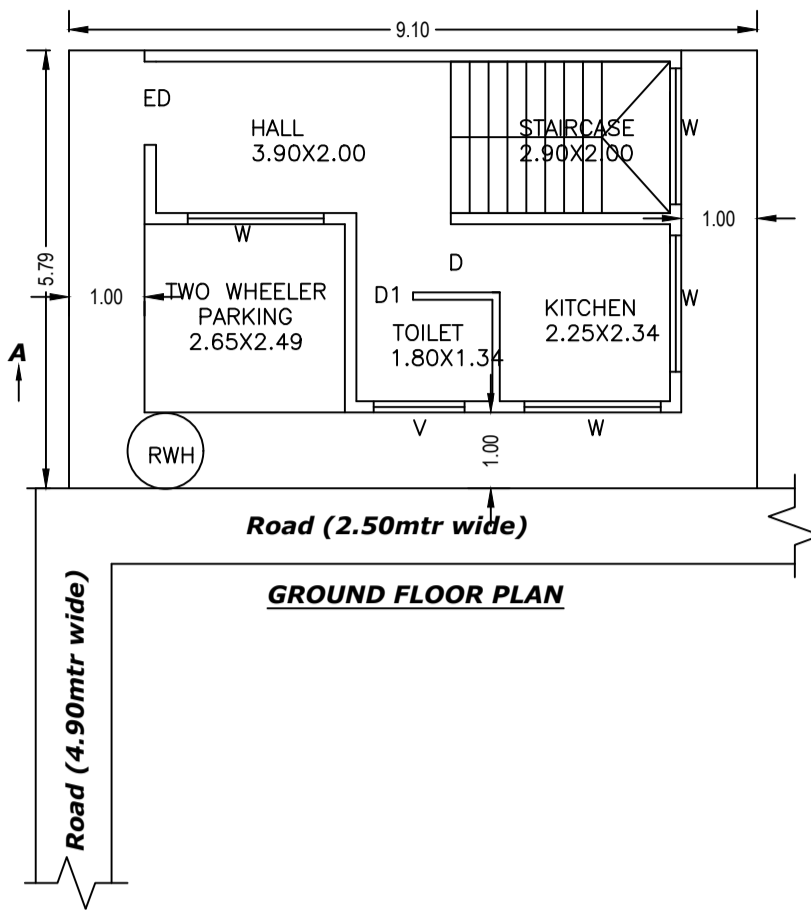 9.10
ED
HALL
3.90X2.00
STAIRCASE
2.90X2.00
W
5.79
1.00
W
D
1.00
TWO WHEELER
PARKING
2.65X2.49
D1
TOILET
1.80X1.34
KITCHEN
2.25X2.34
W
A
RWH
V
1.00
W
Road (2.50mtr wide)
GROUND FLOOR PLAN
Road (4.90mtr wide)